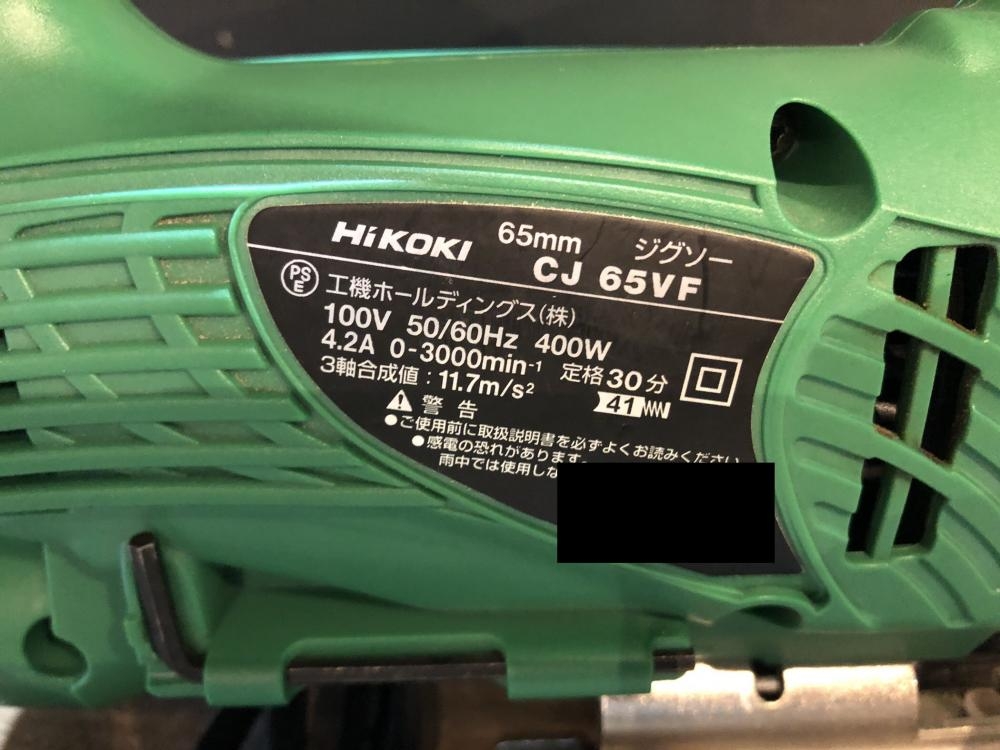 HiKOKI 65mm ジグソー
CJ 65VF
PSE 工機ホールディングス(株)
100V 50/60Hz 400W
4.2A 0-3000min⁻¹ 定格30分
3軸合成値:11.7m/s²
41
警告
●ご使用前に取扱説明書を必ずよくお読みください
●感電の恐れがあります
雨中では使用しな